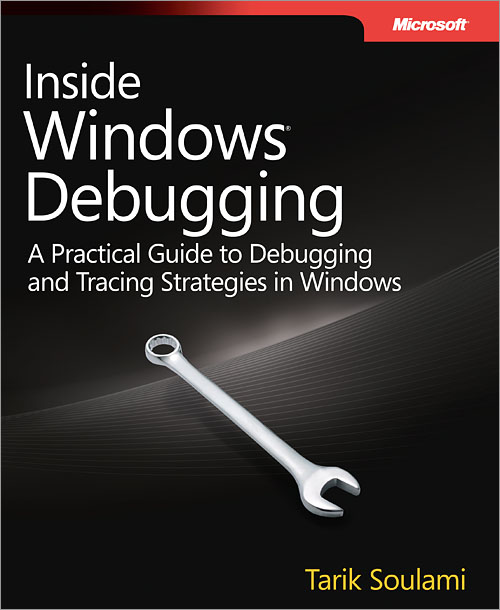 Microsoft®
Inside
Windows®
Debugging
A Practical Guide to Debugging
and Tracing Strategies in Windows
Tarik Soulami